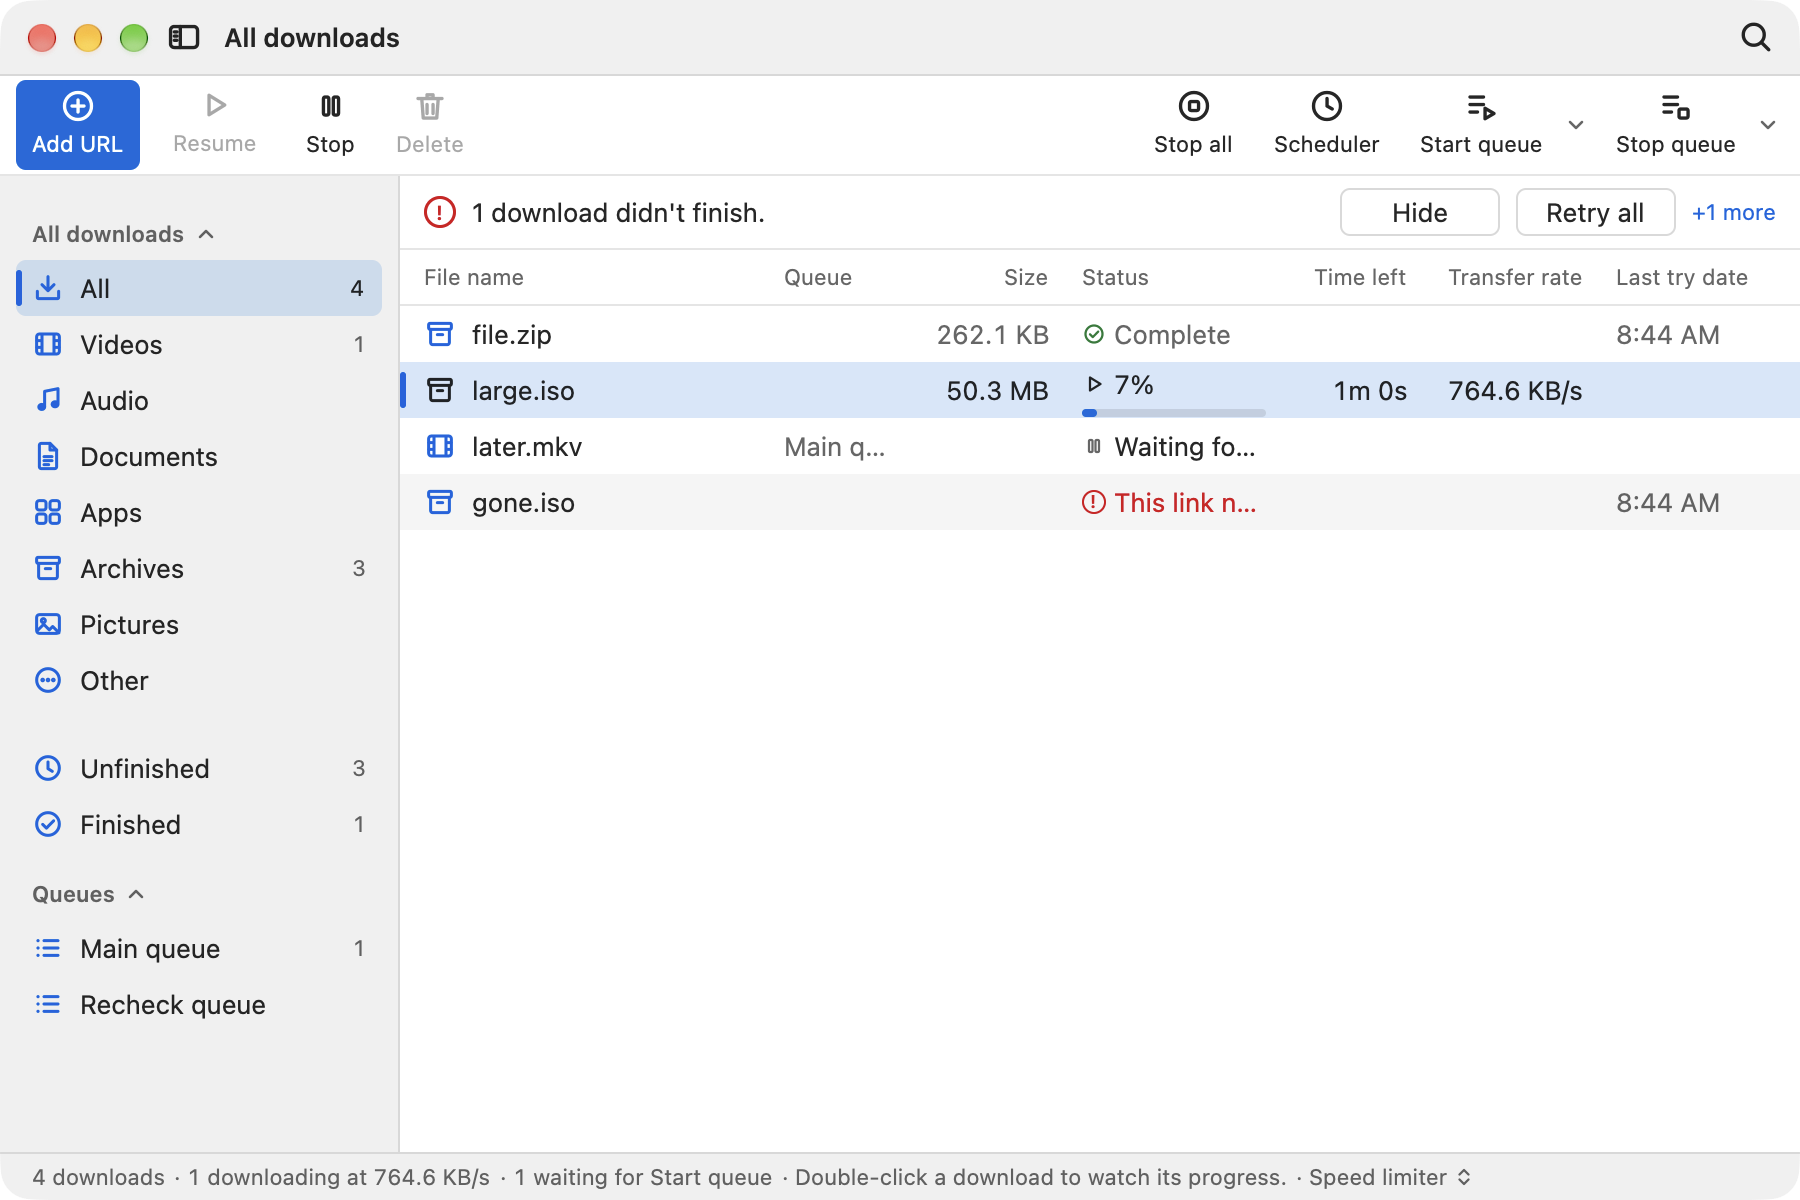 All downloads
Add URL
Resume
Stop
Delete
Stop all
Scheduler
Start queue
Stop queue
All downloads
All 4
Videos 1
Audio
Documents
Apps
Archives 3
Pictures
Other
Unfinished 3
Finished 1
Queues
Main queue 1
Recheck queue
1 download didn't finish.
Hide
Retry all
+1 more
File name Queue Size Status Time left Transfer rate Last try date
file.zip 262.1 KB Complete 8:44 AM
large.iso 50.3 MB 7% 1m 0s 764.6 KB/s
later.mkv Main q... Waiting fo...
gone.iso This link n... 8:44 AM
4 downloads · 1 downloading at 764.6 KB/s · 1 waiting for Start queue · Double-click a download to watch its progress. · Speed limiter